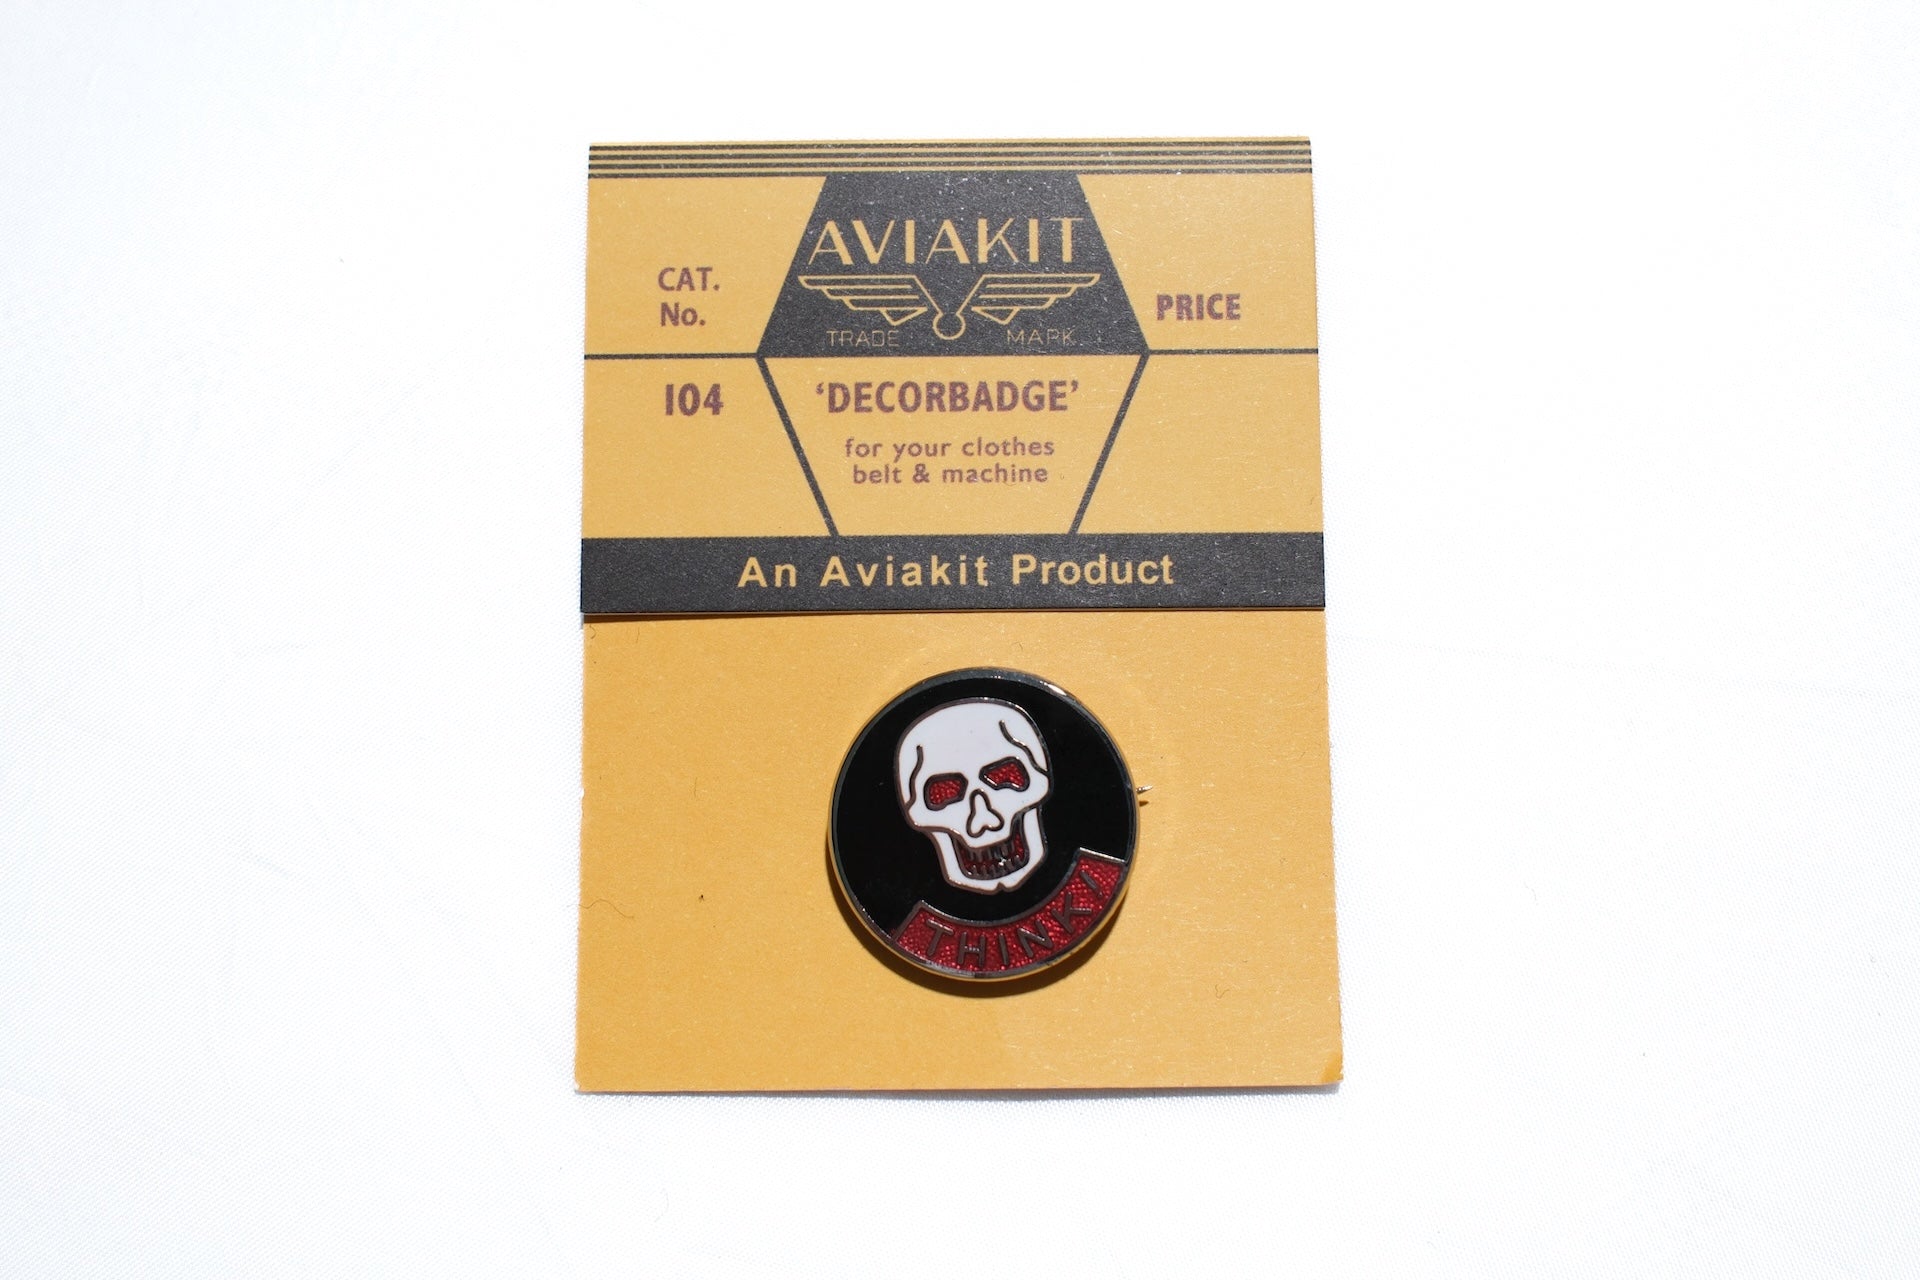 AVIAKIT
TRADE MARK
CAT.
No.
PRICE
104
'DECORBADGE'
for your clothes
belt & machine
An Aviakit Product
THINK!